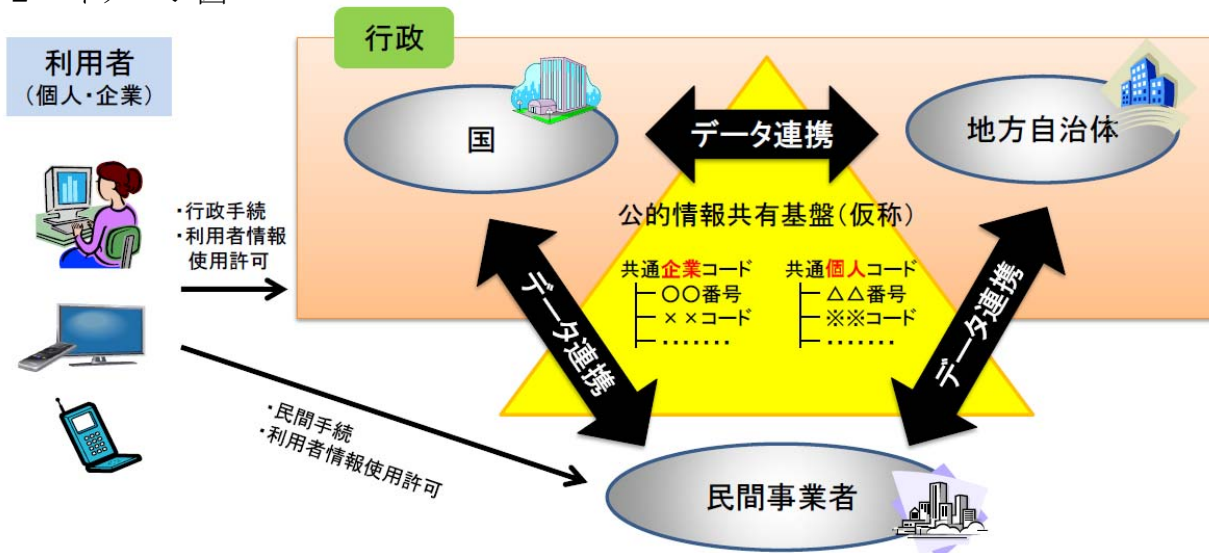 利用者
（個人・企業）
行政
国
データ連携
地方自治体
・行政手続
・利用者情報
使用許可
公的情報共有基盤（仮称）
共通企業コード
○○番号
××コード
・・・・・・・
共通個人コード
△△番号
※※コード
・・・・・・・
データ連携
データ連携
・民間手続
・利用者情報使用許可
民間事業者